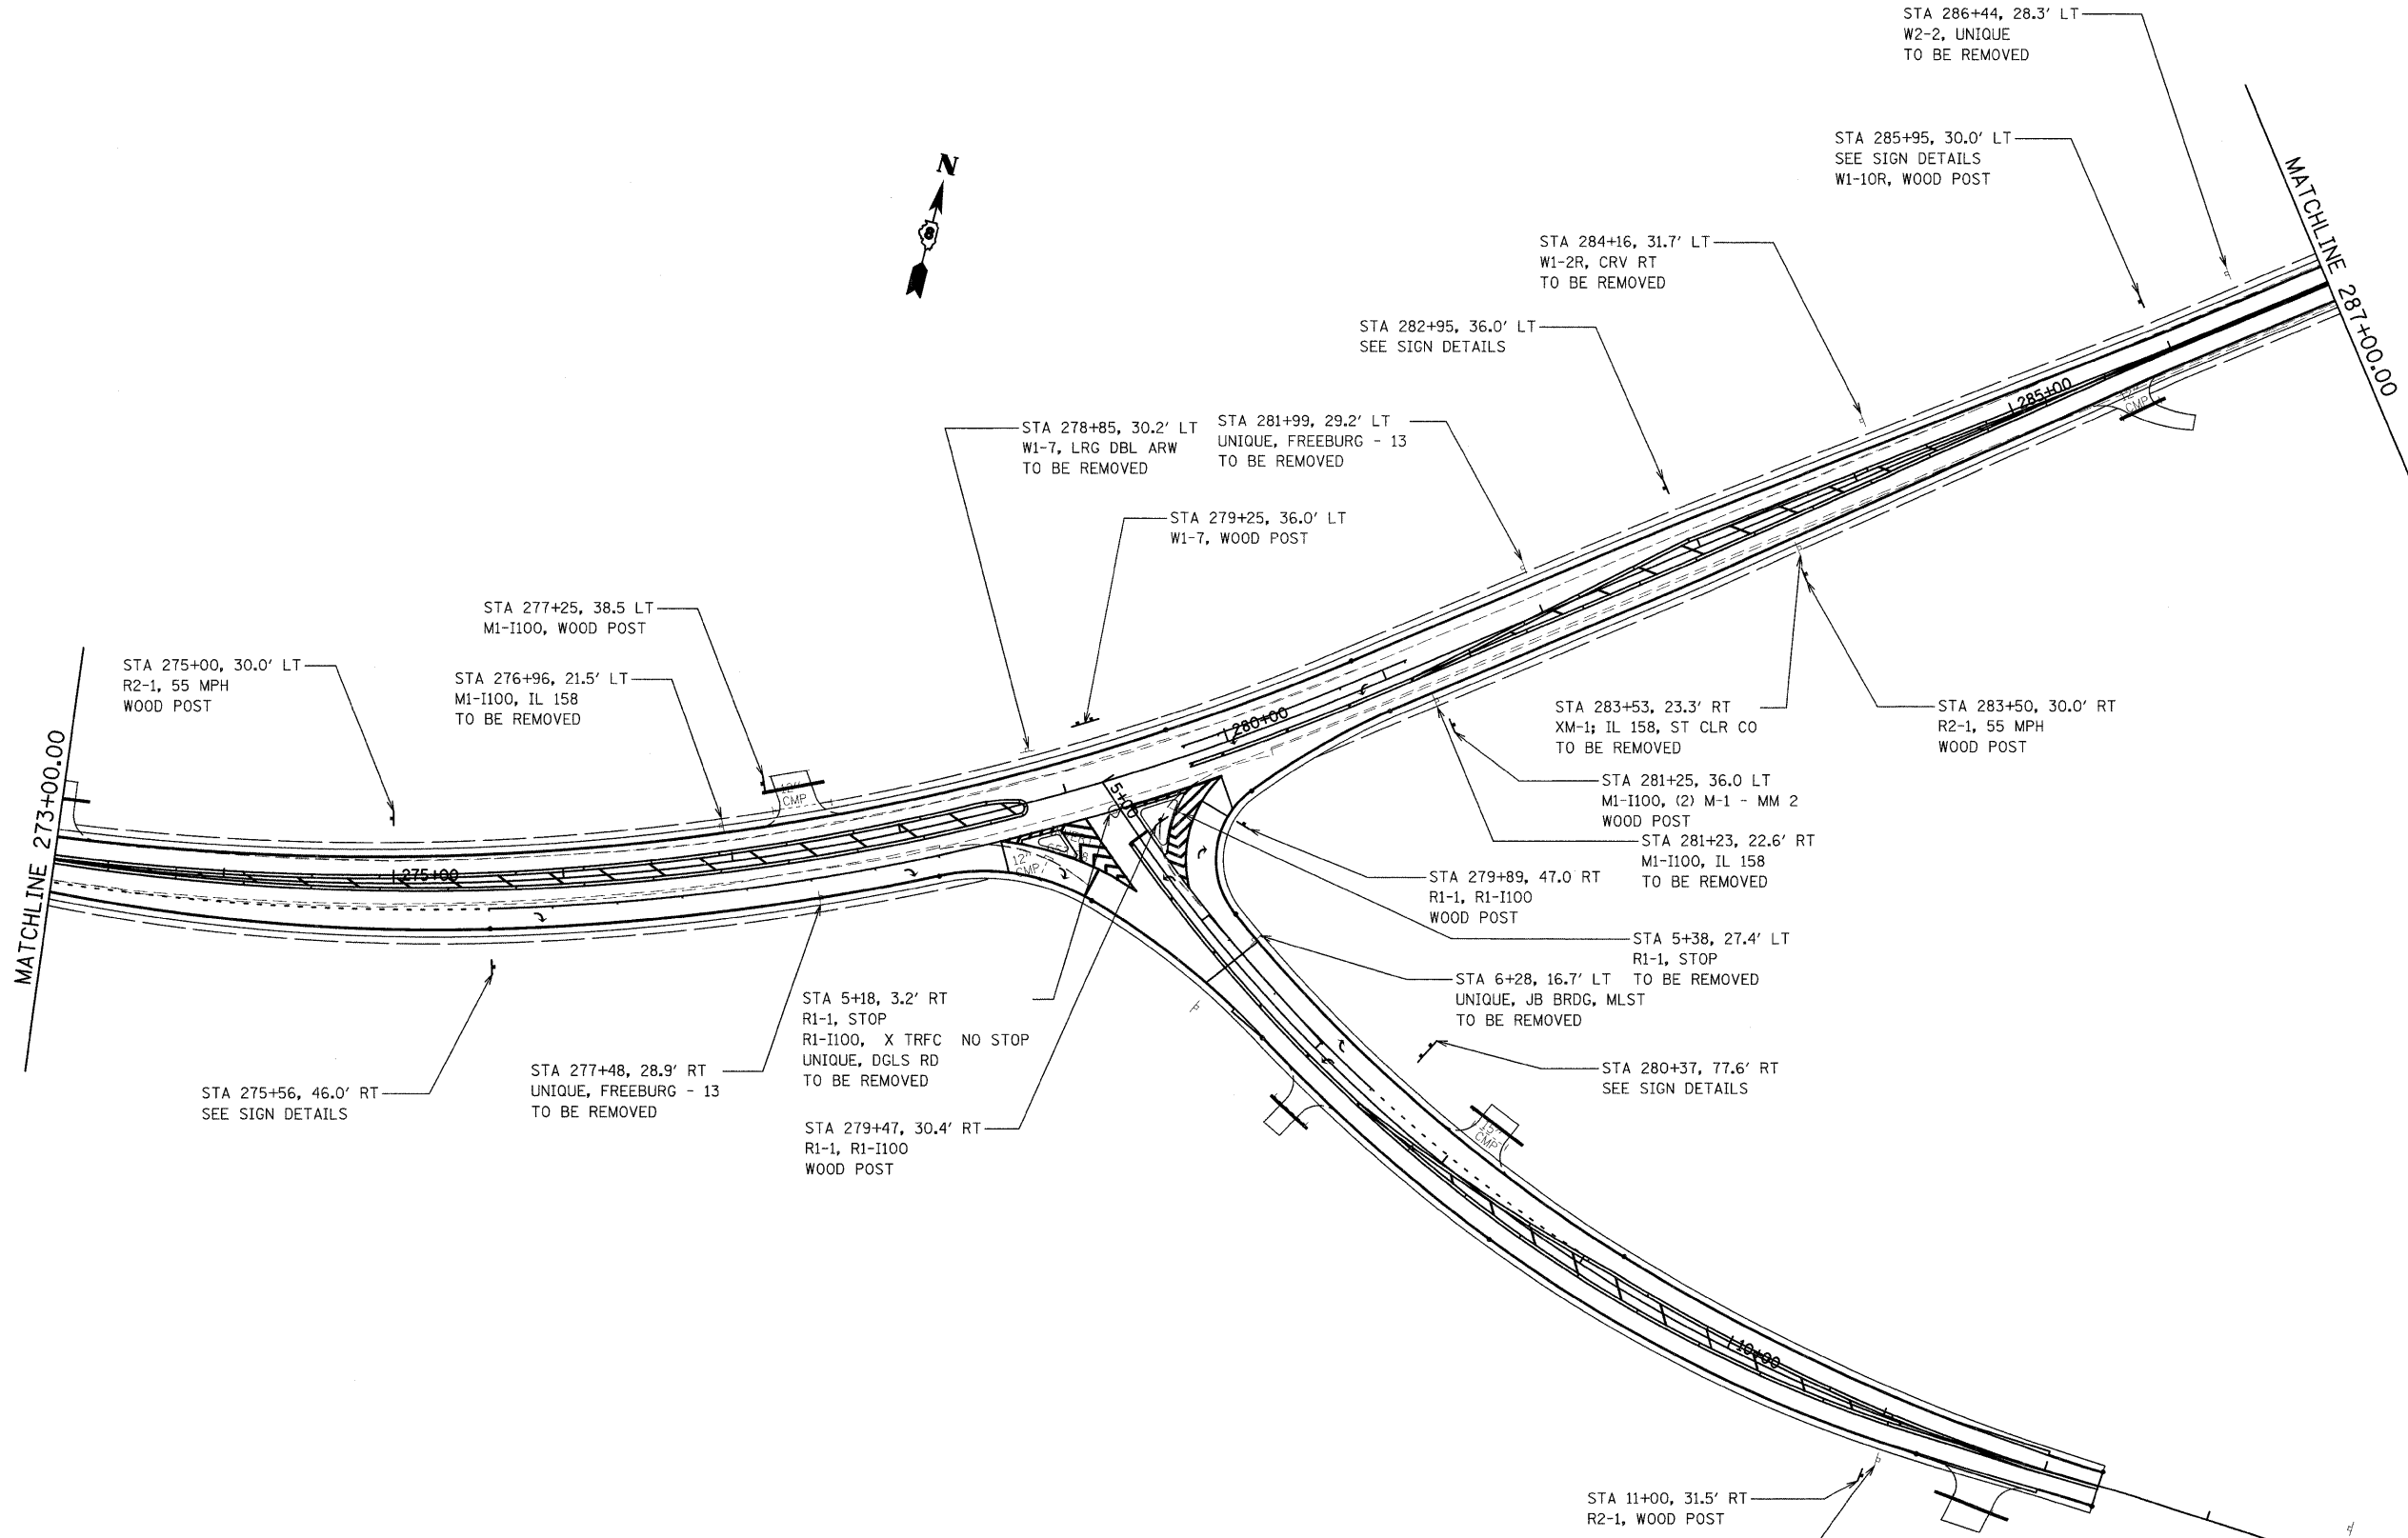 STA 286+44, 28.3' LT
W2-2, UNIQUE
TO BE REMOVED
STA 285+95, 30.0' LT
SEE SIGN DETAILS
W1-10R, WOOD POST
MATCHLINE 287+00.00
N
8
STA 284+16, 31.7' LT
W1-2R, CRV RT
TO BE REMOVED
STA 282+95, 36.0' LT
SEE SIGN DETAILS
285+00
12"
CMP
STA 278+85, 30.2' LT
W1-7, LRG DBL ARW
TO BE REMOVED
STA 281+99, 29.2' LT
UNIQUE, FREEBURG - 13
TO BE REMOVED
STA 279+25, 36.0' LT
W1-7, WOOD POST
STA 277+25, 38.5 LT
M1-I100, WOOD POST
STA 275+00, 30.0' LT
R2-1, 55 MPH
WOOD POST
STA 276+96, 21.5' LT
M1-I100, IL 158
TO BE REMOVED
MATCHLINE 273+00.00
12"
CMP
275+00
280+00
5+00
12"
CMP
STA 283+53, 23.3' RT
XM-1; IL 158, ST CLR CO
TO BE REMOVED
STA 283+50, 30.0' RT
R2-1, 55 MPH
WOOD POST
STA 281+25, 36.0 LT
M1-I100, (2) M-1 - MM 2
WOOD POST
STA 281+23, 22.6' RT
M1-I100, IL 158
TO BE REMOVED
STA 279+89, 47.0 RT
R1-1, R1-I100
WOOD POST
STA 5+38, 27.4' LT
R1-1, STOP
TO BE REMOVED
STA 6+28, 16.7' LT
UNIQUE, JB BRDG, MLST
TO BE REMOVED
STA 280+37, 77.6' RT
SEE SIGN DETAILS
STA 5+18, 3.2' RT
R1-1, STOP
R1-I100, X TRFC NO STOP
UNIQUE, DGLS RD
TO BE REMOVED
STA 277+48, 28.9' RT
UNIQUE, FREEBURG - 13
TO BE REMOVED
STA 275+56, 46.0' RT
SEE SIGN DETAILS
STA 279+47, 30.4' RT
R1-1, R1-I100
WOOD POST
15"
CMP
10+00
STA 11+00, 31.5' RT
R2-1, WOOD POST